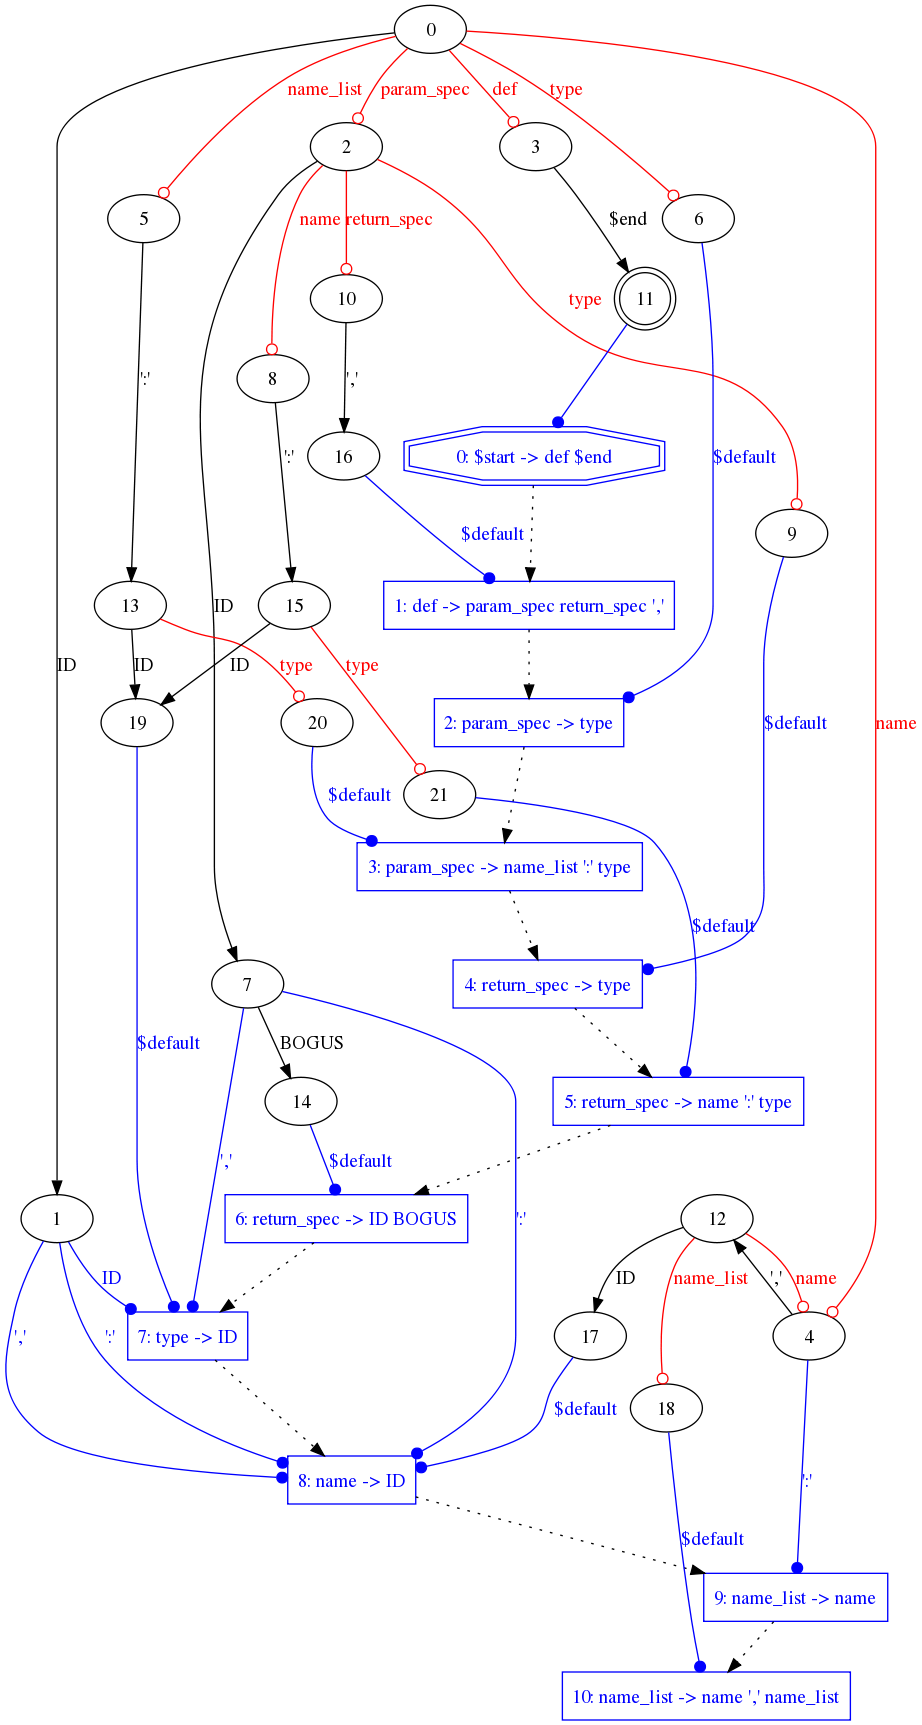 0
name_list
param_spec
def
type
2
3
5
6
$end
name
return_spec
10
11
type
8
':'
','
16
':'
0: $start -> def $end
$default
9
$default
13
ID
15
1: def -> param_spec return_spec ','
ID
ID
ID
type
type
19
20
2: param_spec -> type
$default
name
$default
21
3: param_spec -> name_list ':' type
$default
7
4: return_spec -> type
$default
BOGUS
14
5: return_spec -> name ':' type
','
$default
1
6: return_spec -> ID BOGUS
':'
12
ID
ID
name_list
','
name
','
':'
7: type -> ID
17
4
$default
18
8: name -> ID
':'
$default
9: name_list -> name
10: name_list -> name ',' name_list